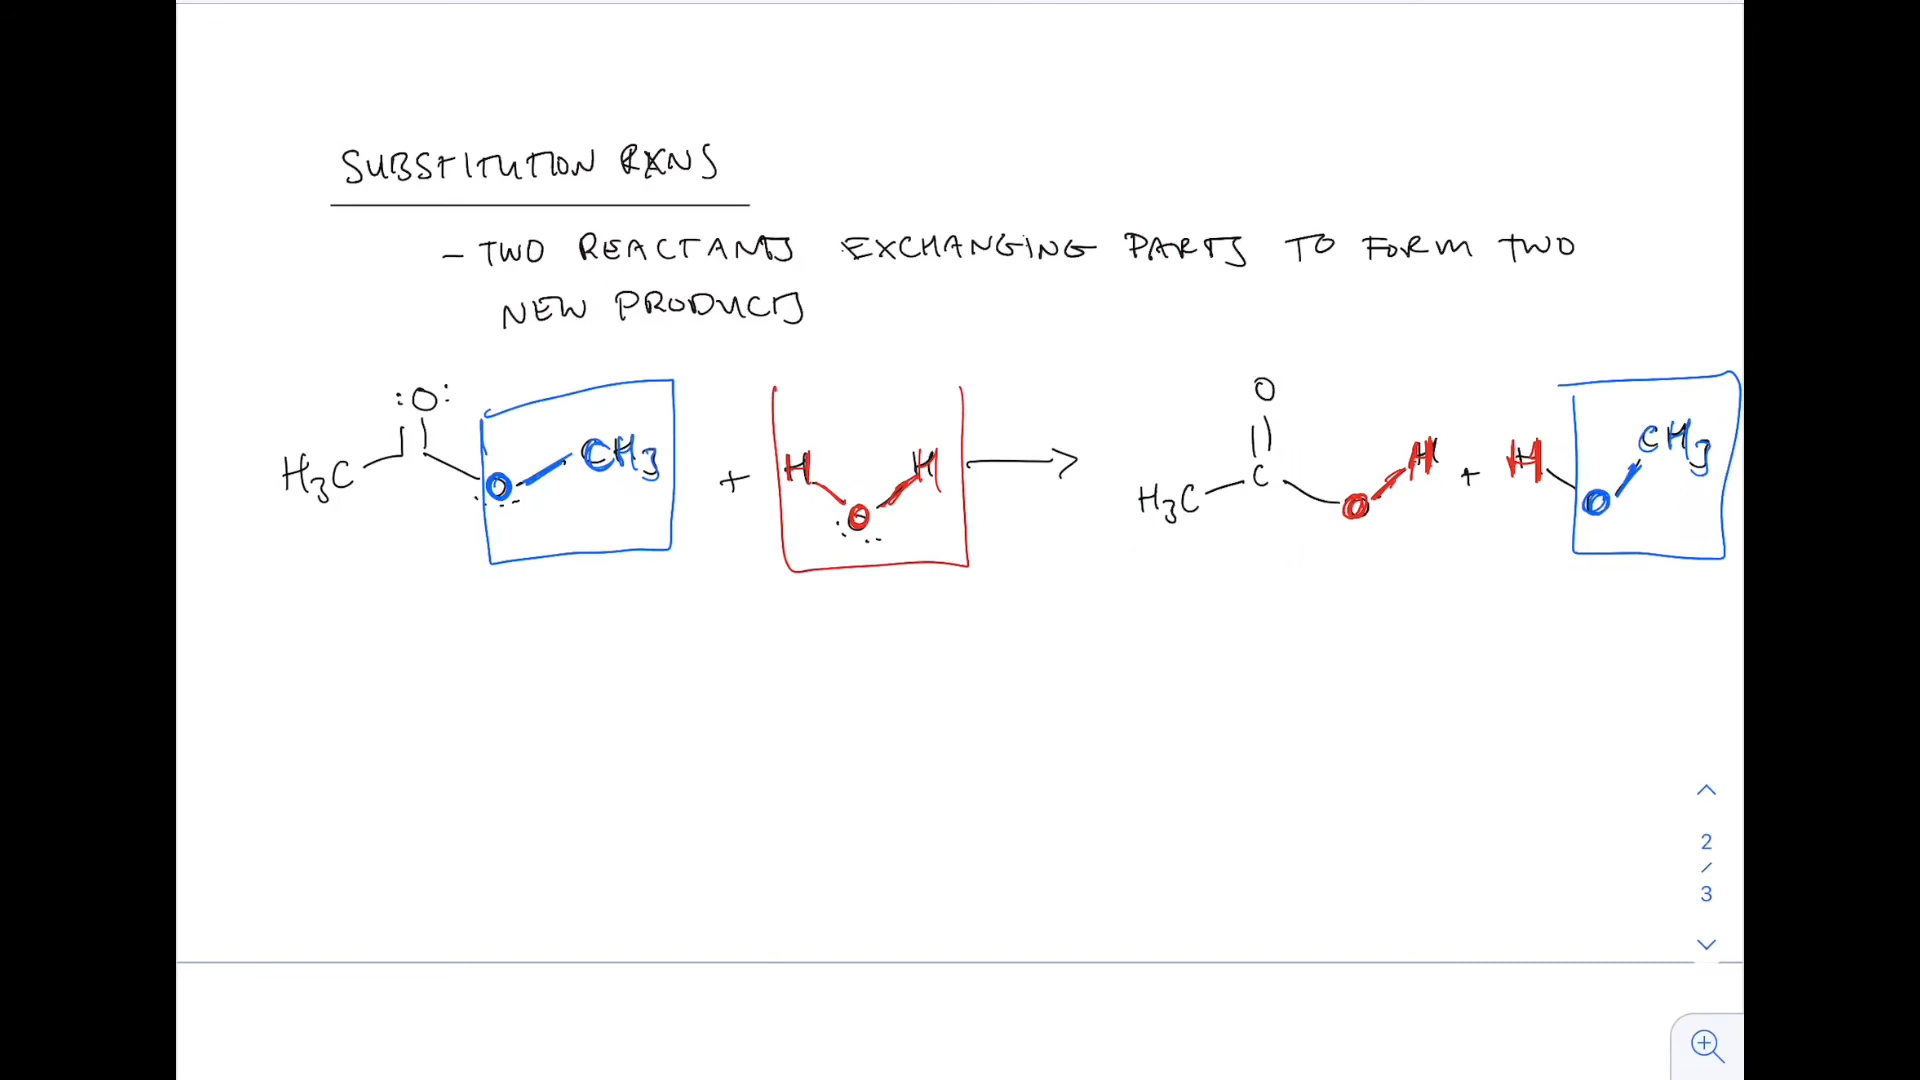 SUBSTITUTION RXNS
- TWO REACTANTS EXCHANGING PARTS TO FORM TWO
NEW PRODUCTS
:O: O
H3C O CH3 + H O H H3C C O H + H O CH3
2
/
3